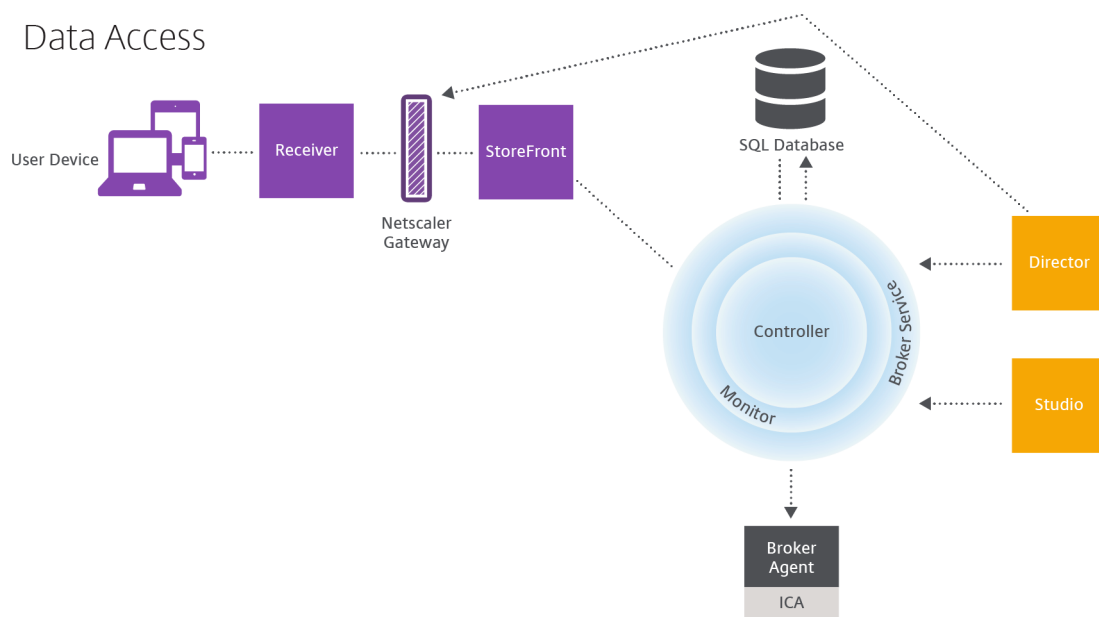 Data Access
User Device
Receiver
Netscaler
Gateway
StoreFront
SQL Database
Controller
Monitor
Broker Service
Director
Studio
Broker
Agent
ICA